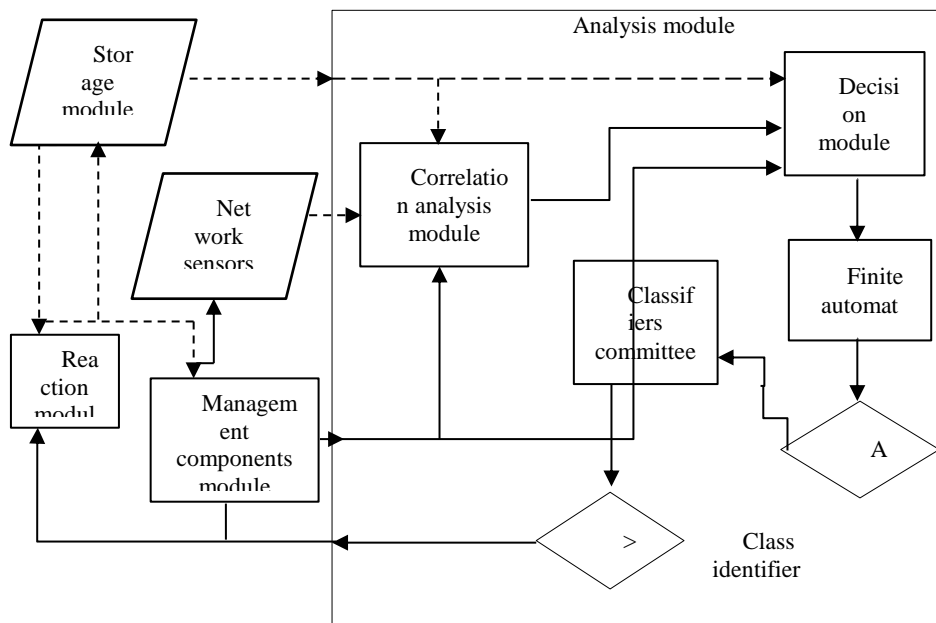 Analysis module
Stor
age
module
Decisi
on
module
Correlatio
n analysis
module
Net
work
sensors
Finite
automat
Classif
iers
committee
Rea
ction
modul
Managem
ent
components
module
A
>
Class
identifier